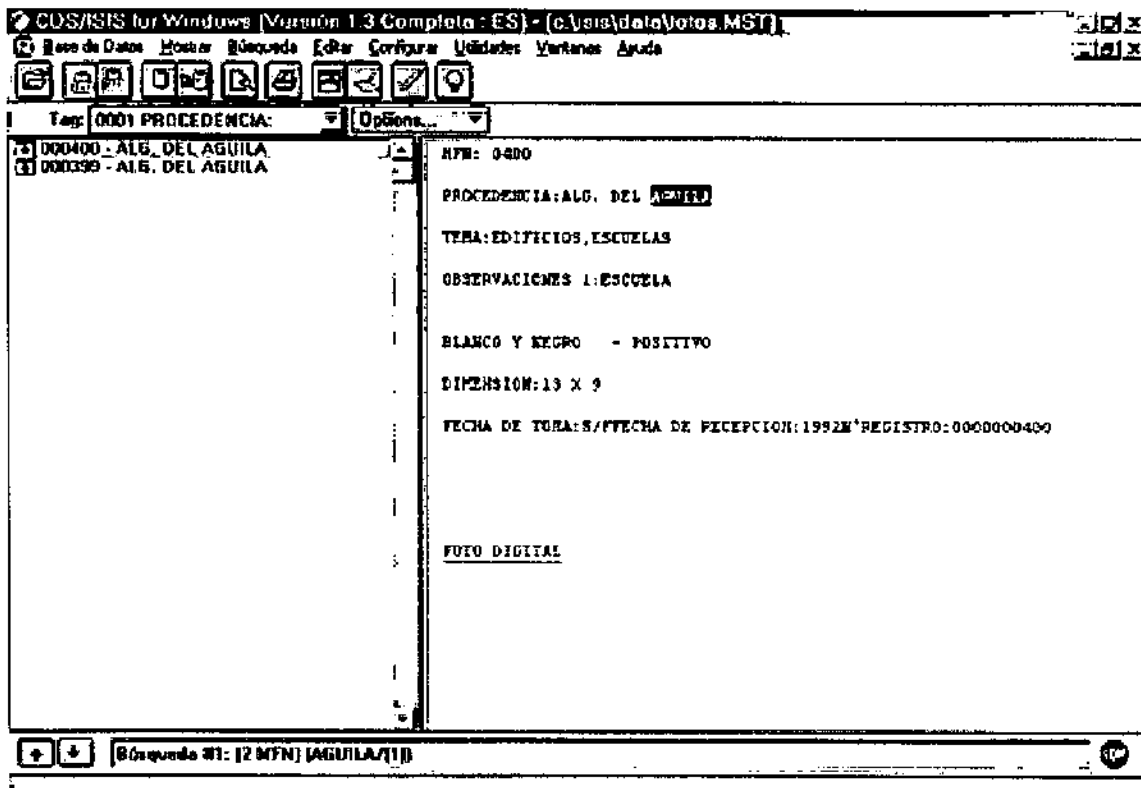 CDS/ISIS for Windows [Versión 1.3 Completa : ES] - [c:\isis\data\fotos.MST]
Base de Datos Mostrar Búsqueda Editar Configurar Utilidades Ventanas Ayuda
Tag: 0001 PROCEDENCIA: Options...
000400 - ALG. DEL AGUILA
000399 - ALG. DEL AGUILA
MFN: 0400
PROCEDENCIA:ALG. DEL AGUILA
TEMA:EDIFICIOS,ESCUELAS
OBSERVACIONES 1:ESCUELA
BLANCO Y NEGRO - POSITIVO
DIMENSION:13 X 9
FECHA DE TOMA:S/FFECHA DE RECEPCION:1992N°REGISTRO:0000000400
FOTO DIGITAL
Búsqueda #1: [2 MFN] [AGUILA/[1]]